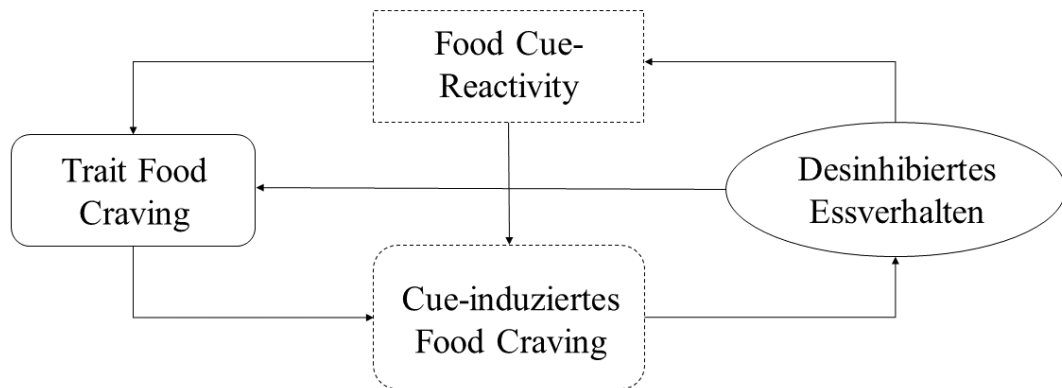 Food Cue-
Reactivity
Trait Food
Craving
Desinhibiertes
Essverhalten
Cue-induziertes
Food Craving